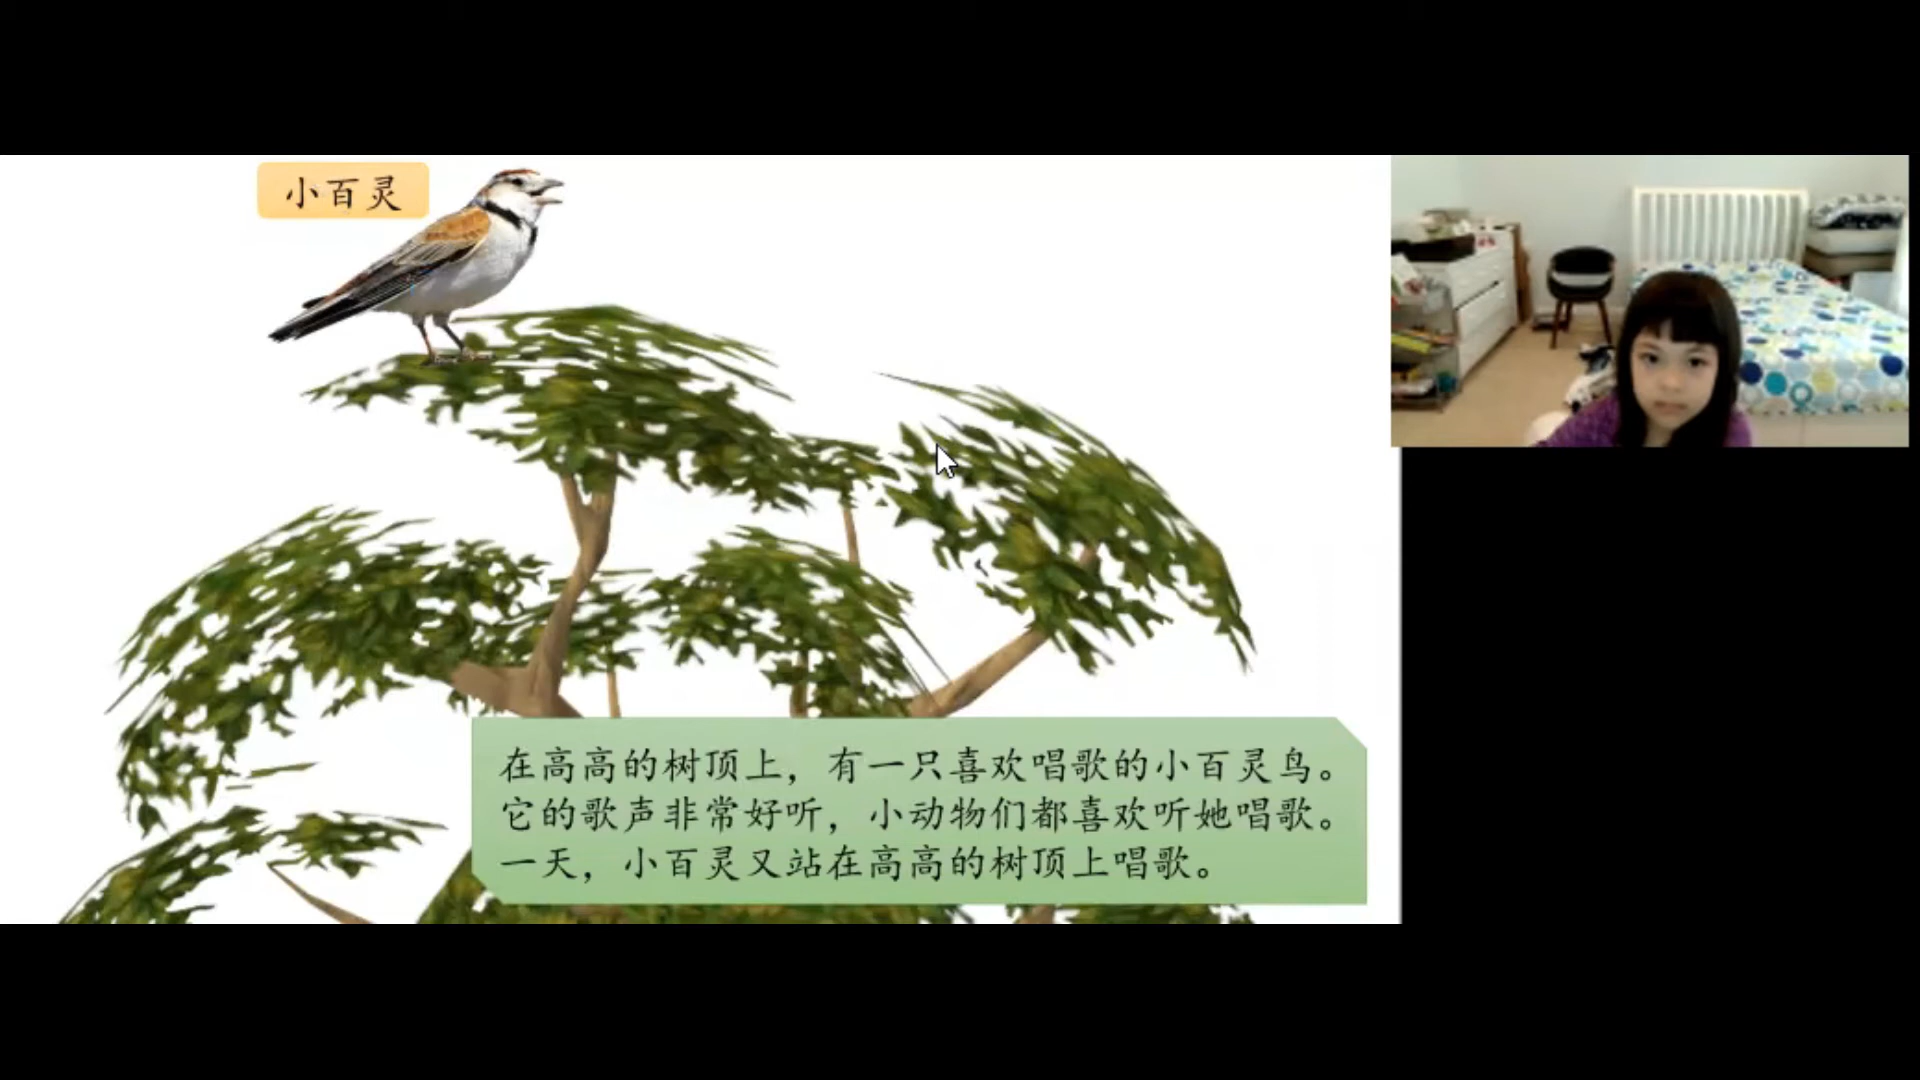 小百灵
在高高的树顶上，有一只喜欢唱歌的小百灵鸟。
它的歌声非常好听，小动物们都喜欢听她唱歌。
一天，小百灵又站在高高的树顶上唱歌。